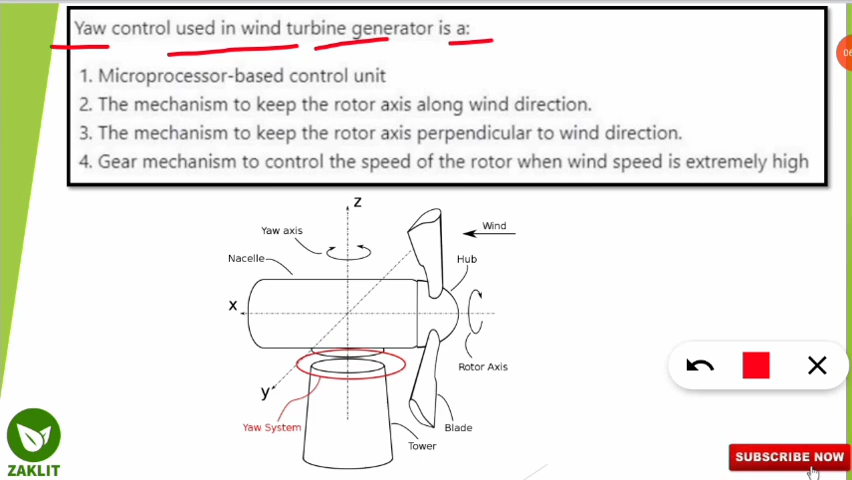 Yaw control used in wind turbine generator is a:
1. Microprocessor-based control unit
2. The mechanism to keep the rotor axis along wind direction.
3. The mechanism to keep the rotor axis perpendicular to wind direction.
4. Gear mechanism to control the speed of the rotor when wind speed is extremely high
Z
Yaw axis
Wind
Nacelle
Hub
X
Rotor Axis
y
Yaw System
Blade
Tower
ZAKLIT
SUBSCRIBE NOW